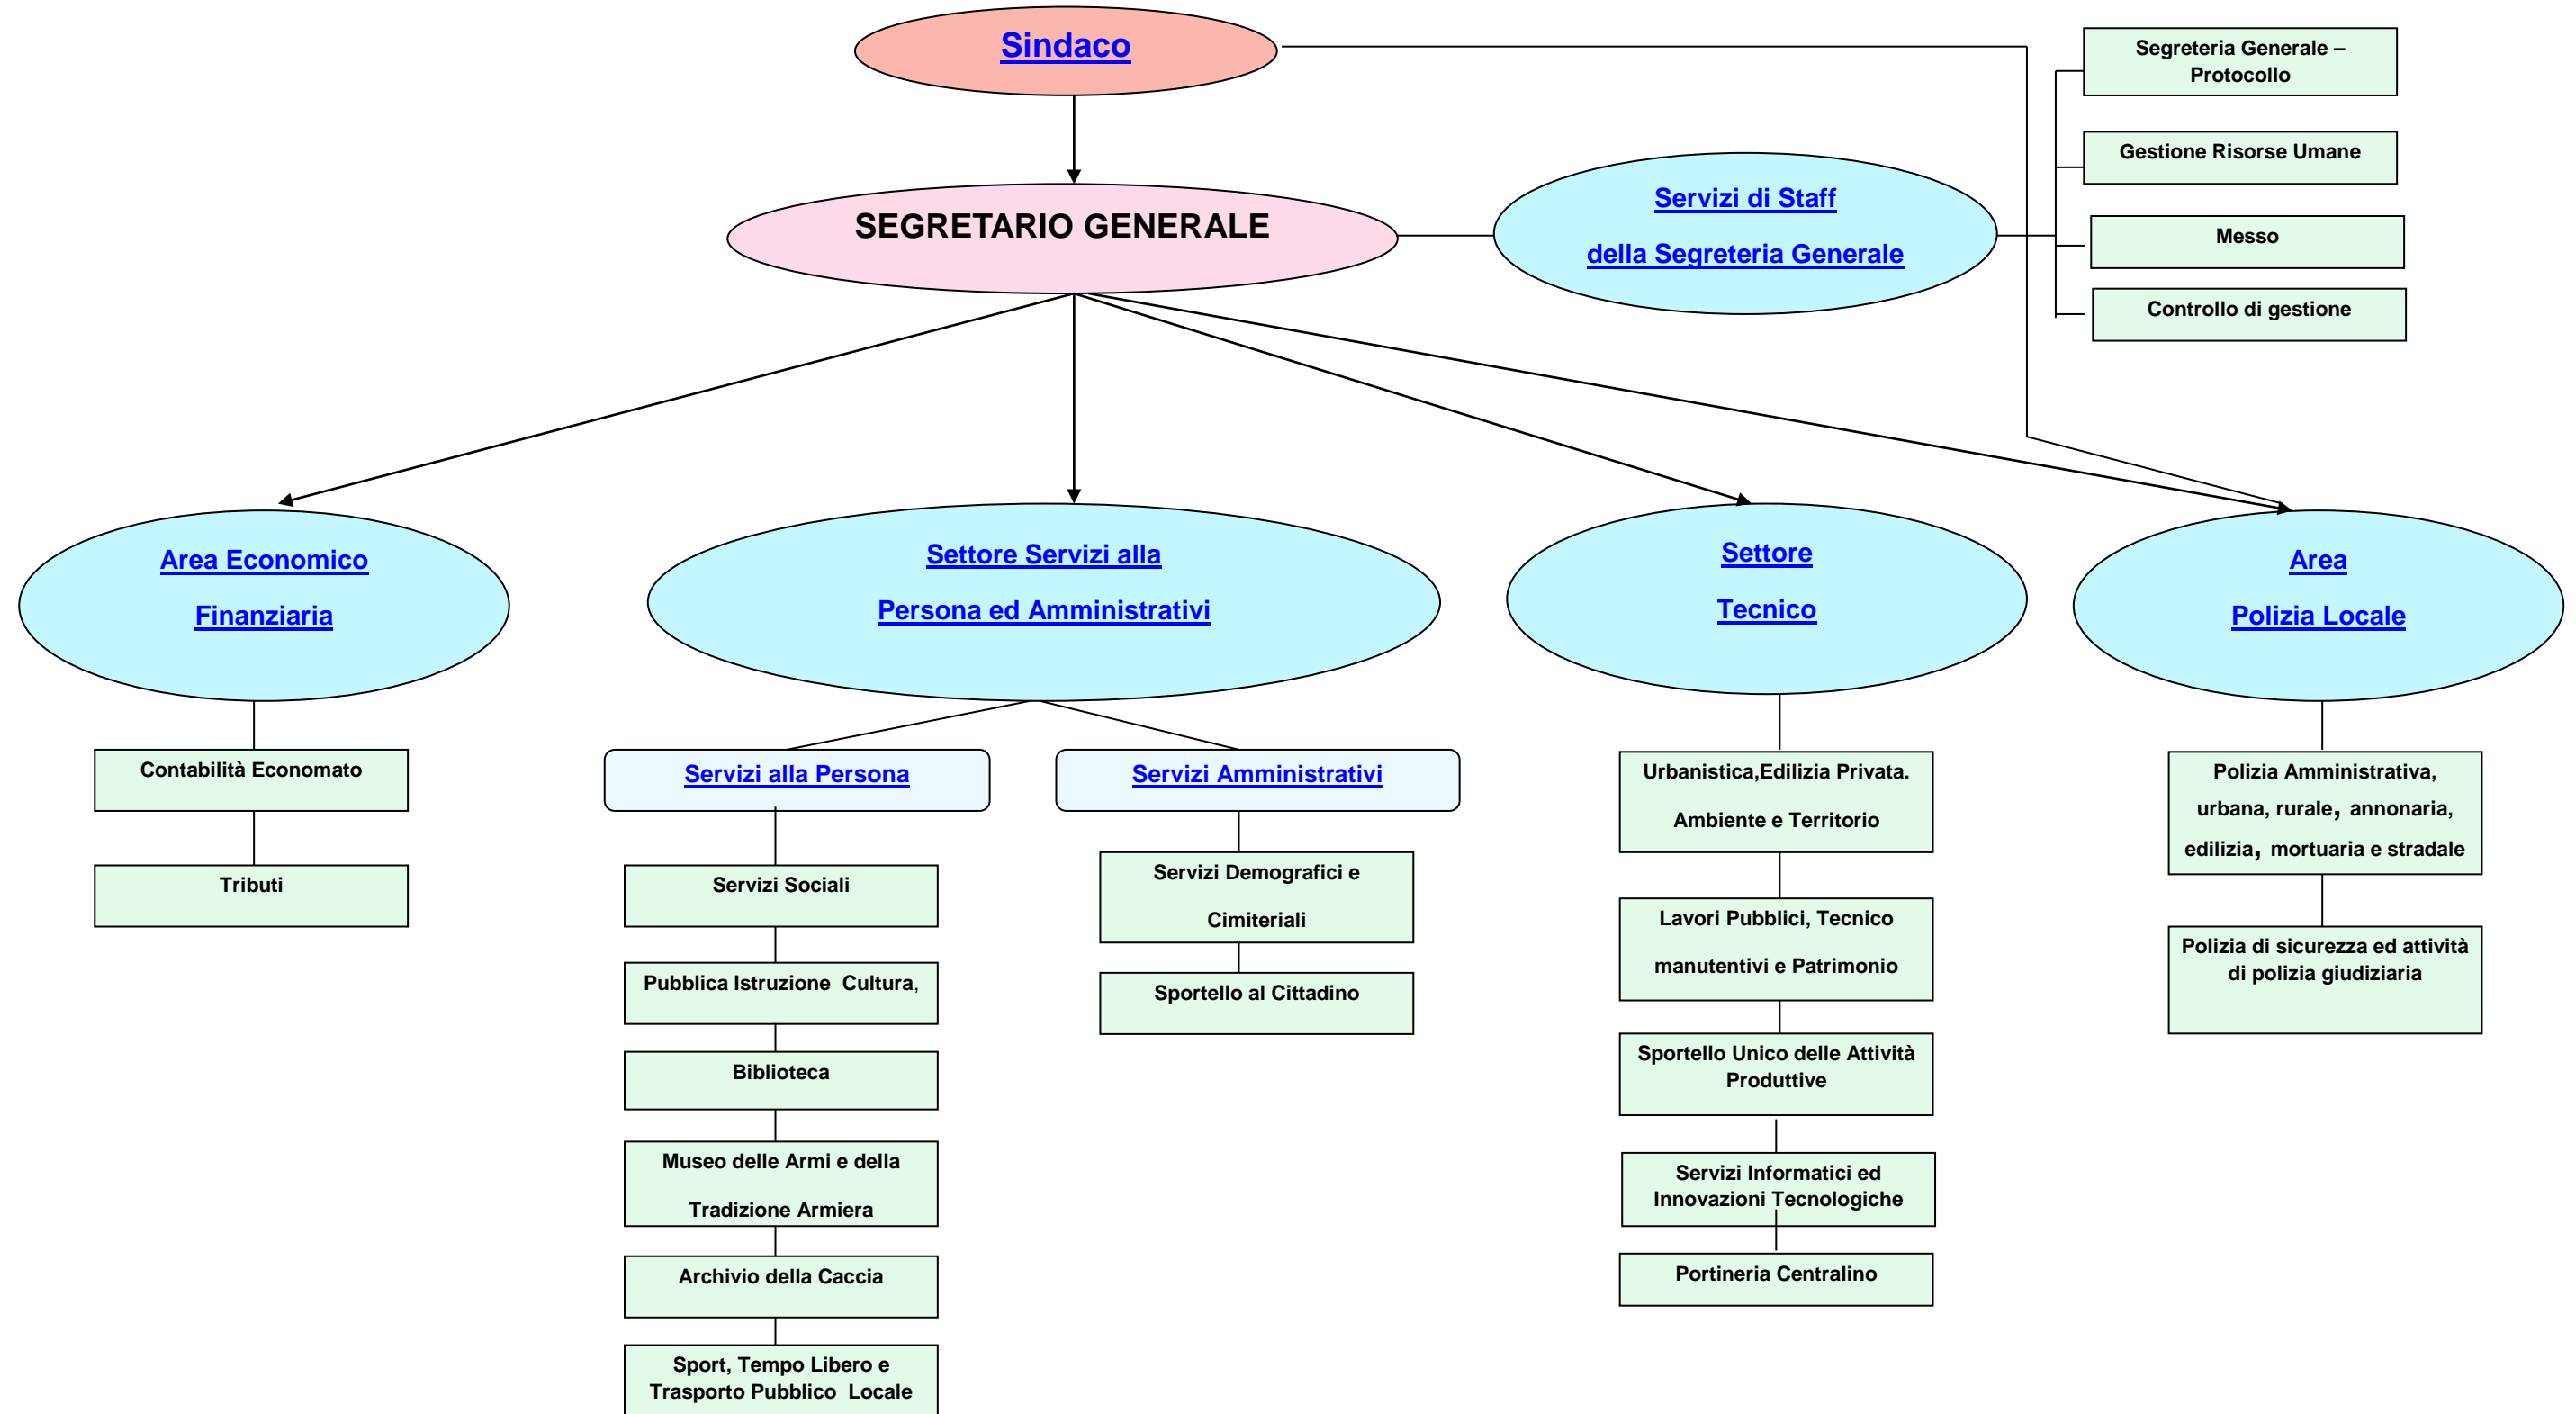 Sindaco
Segreteria Generale –
Protocollo
Gestione Risorse Umane
Messo
Controllo di gestione
SEGRETARIO GENERALE
Servizi di Staff
della Segreteria Generale
Area Economico
Finanziaria
Settore Servizi alla
Persona ed Amministrativi
Settore
Tecnico
Area
Polizia Locale
Contabilità Economato
Tributi
Servizi alla Persona
Servizi Sociali
Pubblica Istruzione  Cultura,
Biblioteca
Museo delle Armi e della
Tradizione Armiera
Archivio della Caccia
Sport, Tempo Libero e
Trasporto Pubblico  Locale
Servizi Amministrativi
Servizi Demografici e
Cimiteriali
Sportello al Cittadino
Urbanistica,Edilizia Privata.
Ambiente e Territorio
Lavori Pubblici, Tecnico
manutentivi e Patrimonio
Sportello Unico delle Attività
Produttive
Servizi Informatici ed
Innovazioni Tecnologiche
Portineria Centralino
Polizia Amministrativa,
urbana, rurale, annonaria,
edilizia, mortuaria e stradale
Polizia di sicurezza ed attività
di polizia giudiziaria